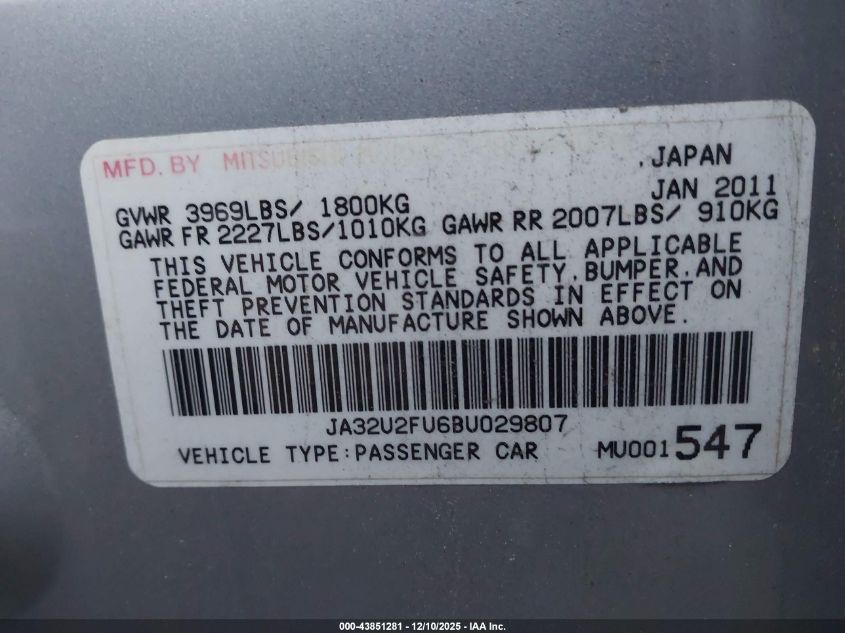 MFD. BY MITSUBISHI
JAPAN
JAN 2011
GVWR 3969LBS/ 1800KG
GAWR FR 2227LBS/1010KG GAWR RR 2007LBS/ 910KG
THIS VEHICLE CONFORMS TO ALL APPLICABLE
FEDERAL MOTOR VEHICLE SAFETY, BUMPER, AND
THEFT PREVENTION STANDARDS IN EFFECT ON
THE DATE OF MANUFACTURE SHOWN ABOVE.
JA32U2FU6BU029807
VEHICLE TYPE:PASSENGER CAR MU001547
000-43851281 - 12/10/2025 - IAA Inc.